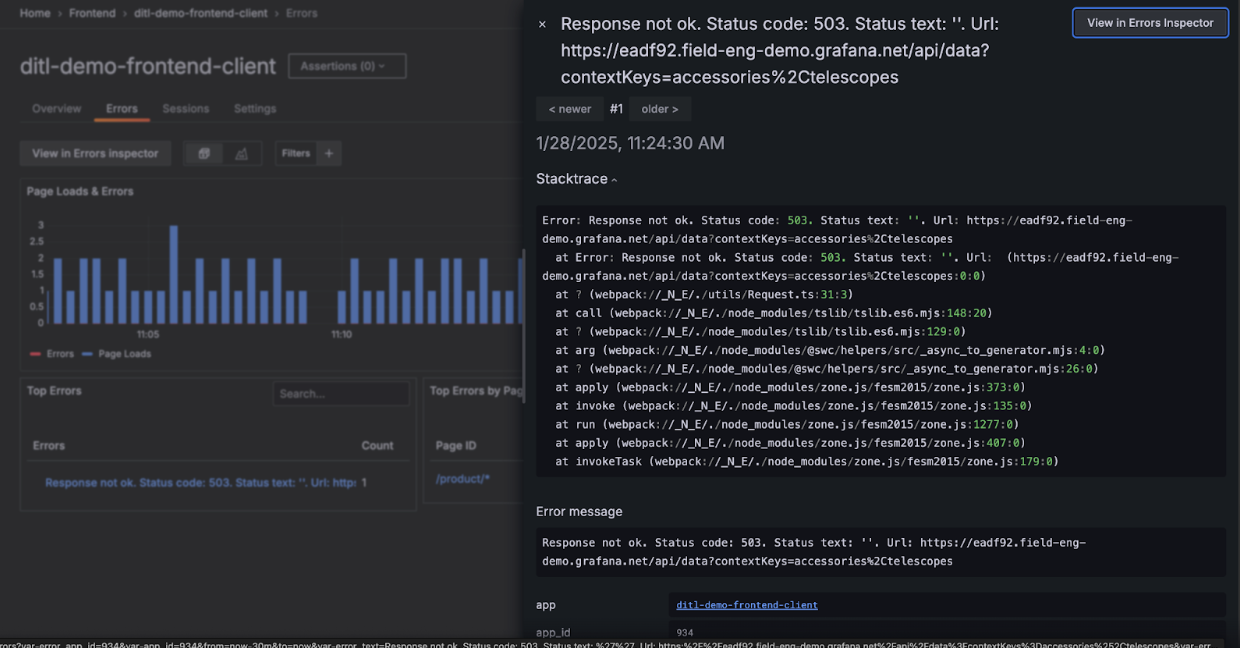 Home > Frontend > ditl-demo-frontend-client > Errors
ditl-demo-frontend-client
Assertions (0)
Overview
Errors
Sessions
Settings
View in Errors inspector
Filters
+
Page Loads & Errors
3
2.5
2
1.5
1
0.5
0
11:05
11:10
Errors
Page Loads
Top Errors
Search...
Errors
Count
Response not ok. Status code: 503. Status text: ''. Url: http:
1
Top Errors by Pag
Page ID
/product/*
×
Response not ok. Status code: 503. Status text: ''. Url:
https://eadf92.field-eng-demo.grafana.net/api/data?
contextKeys=accessories%2Ctelescopes
View in Errors Inspector
< newer
#1
older >
1/28/2025, 11:24:30 AM
Stacktrace
Error: Response not ok. Status code: 503. Status text: ''. Url: https://eadf92.field-eng-
demo.grafana.net/api/data?contextKeys=accessories%2Ctelescopes
at Error: Response not ok. Status code: 503. Status text: ''. Url:  (https://eadf92.field-eng-
demo.grafana.net/api/data?contextKeys=accessories%2Ctelescopes:0:0)
at ? (webpack://_N_E/./utils/Request.ts:31:3)
at call (webpack://_N_E/./node_modules/tslib/tslib.es6.mjs:148:20)
at ? (webpack://_N_E/./node_modules/tslib/tslib.es6.mjs:129:0)
at arg (webpack://_N_E/./node_modules/@swc/helpers/src/_async_to_generator.mjs:4:0)
at ? (webpack://_N_E/./node_modules/@swc/helpers/src/_async_to_generator.mjs:26:0)
at apply (webpack://_N_E/./node_modules/zone.js/fesm2015/zone.js:373:0)
at invoke (webpack://_N_E/./node_modules/zone.js/fesm2015/zone.js:135:0)
at run (webpack://_N_E/./node_modules/zone.js/fesm2015/zone.js:1277:0)
at apply (webpack://_N_E/./node_modules/zone.js/fesm2015/zone.js:407:0)
at invokeTask (webpack://_N_E/./node_modules/zone.js/fesm2015/zone.js:179:0)
Error message
Response not ok. Status code: 503. Status text: ''. Url: https://eadf92.field-eng-
demo.grafana.net/api/data?contextKeys=accessories%2Ctelescopes
app
ditl-demo-frontend-client
app_id
934
rors?var-error_app_id=934&var-app_id=934&from=now-30m&to=now&var-error_text=Response not ok. Status code: 503. Status text: %27%27. Url: https:%2F%2Feadf92.field-eng-demo.grafana.net%2Fapi%2Fdata%3FcontextKeys%3Daccessories%252Ctelescopes&var-err...